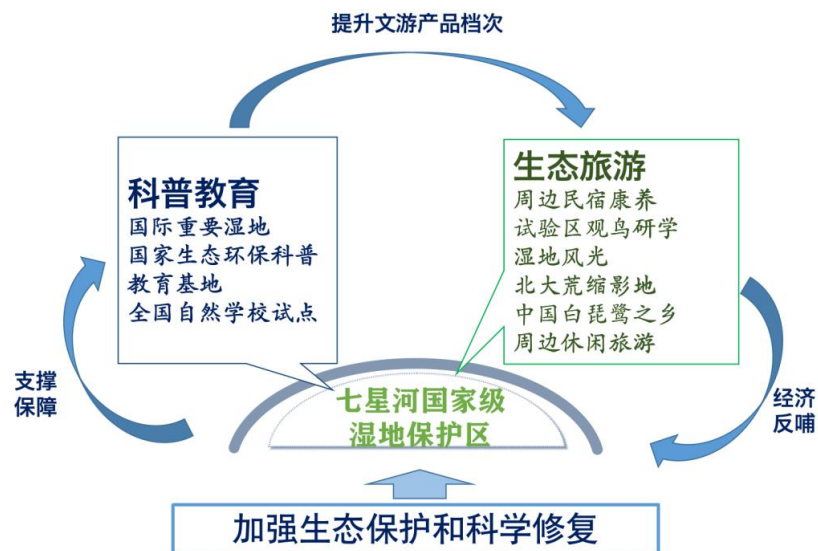 提升文游产品档次
科普教育
国际重要湿地
国家生态环保科普
教育基地
全国自然学校试点
生态旅游
周边民宿康养
试验区观鸟研学
湿地风光
北大荒缩影地
中国白琵鹭之乡
周边休闲旅游
支撑
保障
经济
反哺
七星河国家级
湿地保护区
加强生态保护和科学修复